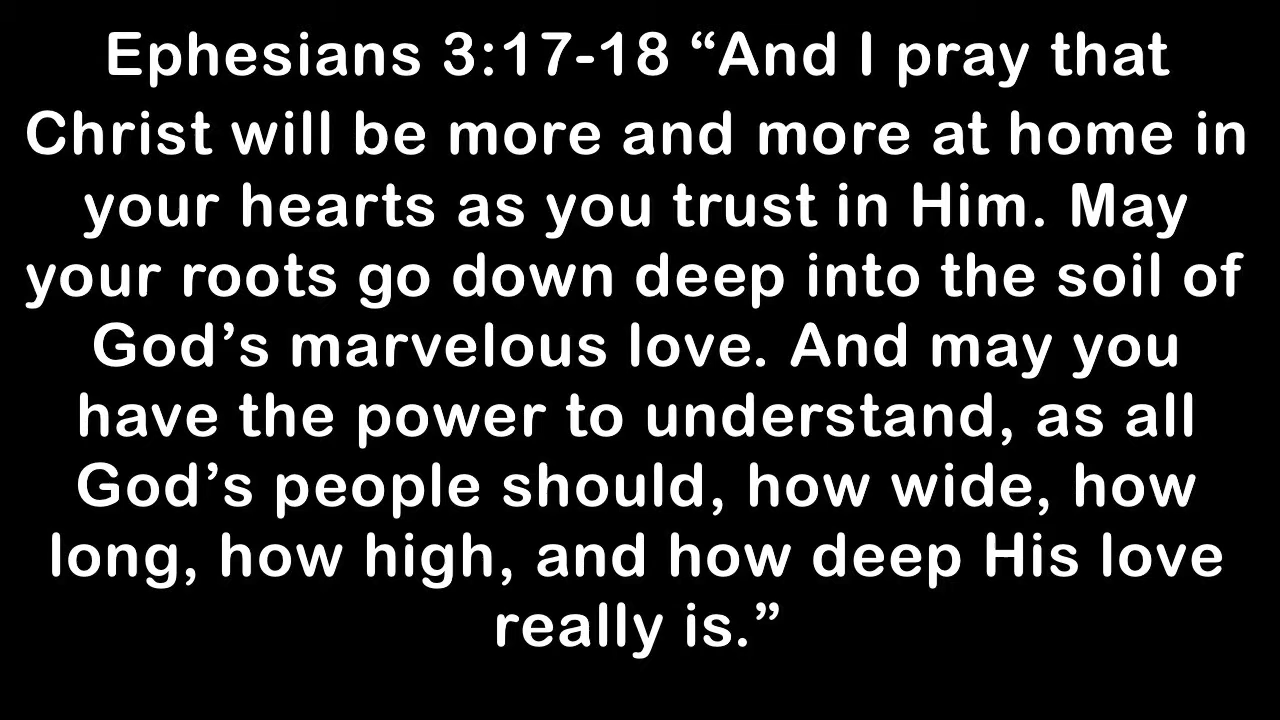 Ephesians 3:17-18 “And I pray that
Christ will be more and more at home in
your hearts as you trust in Him. May
your roots go down deep into the soil of
God’s marvelous love. And may you
have the power to understand, as all
God’s people should, how wide, how
long, how high, and how deep His love
really is.”